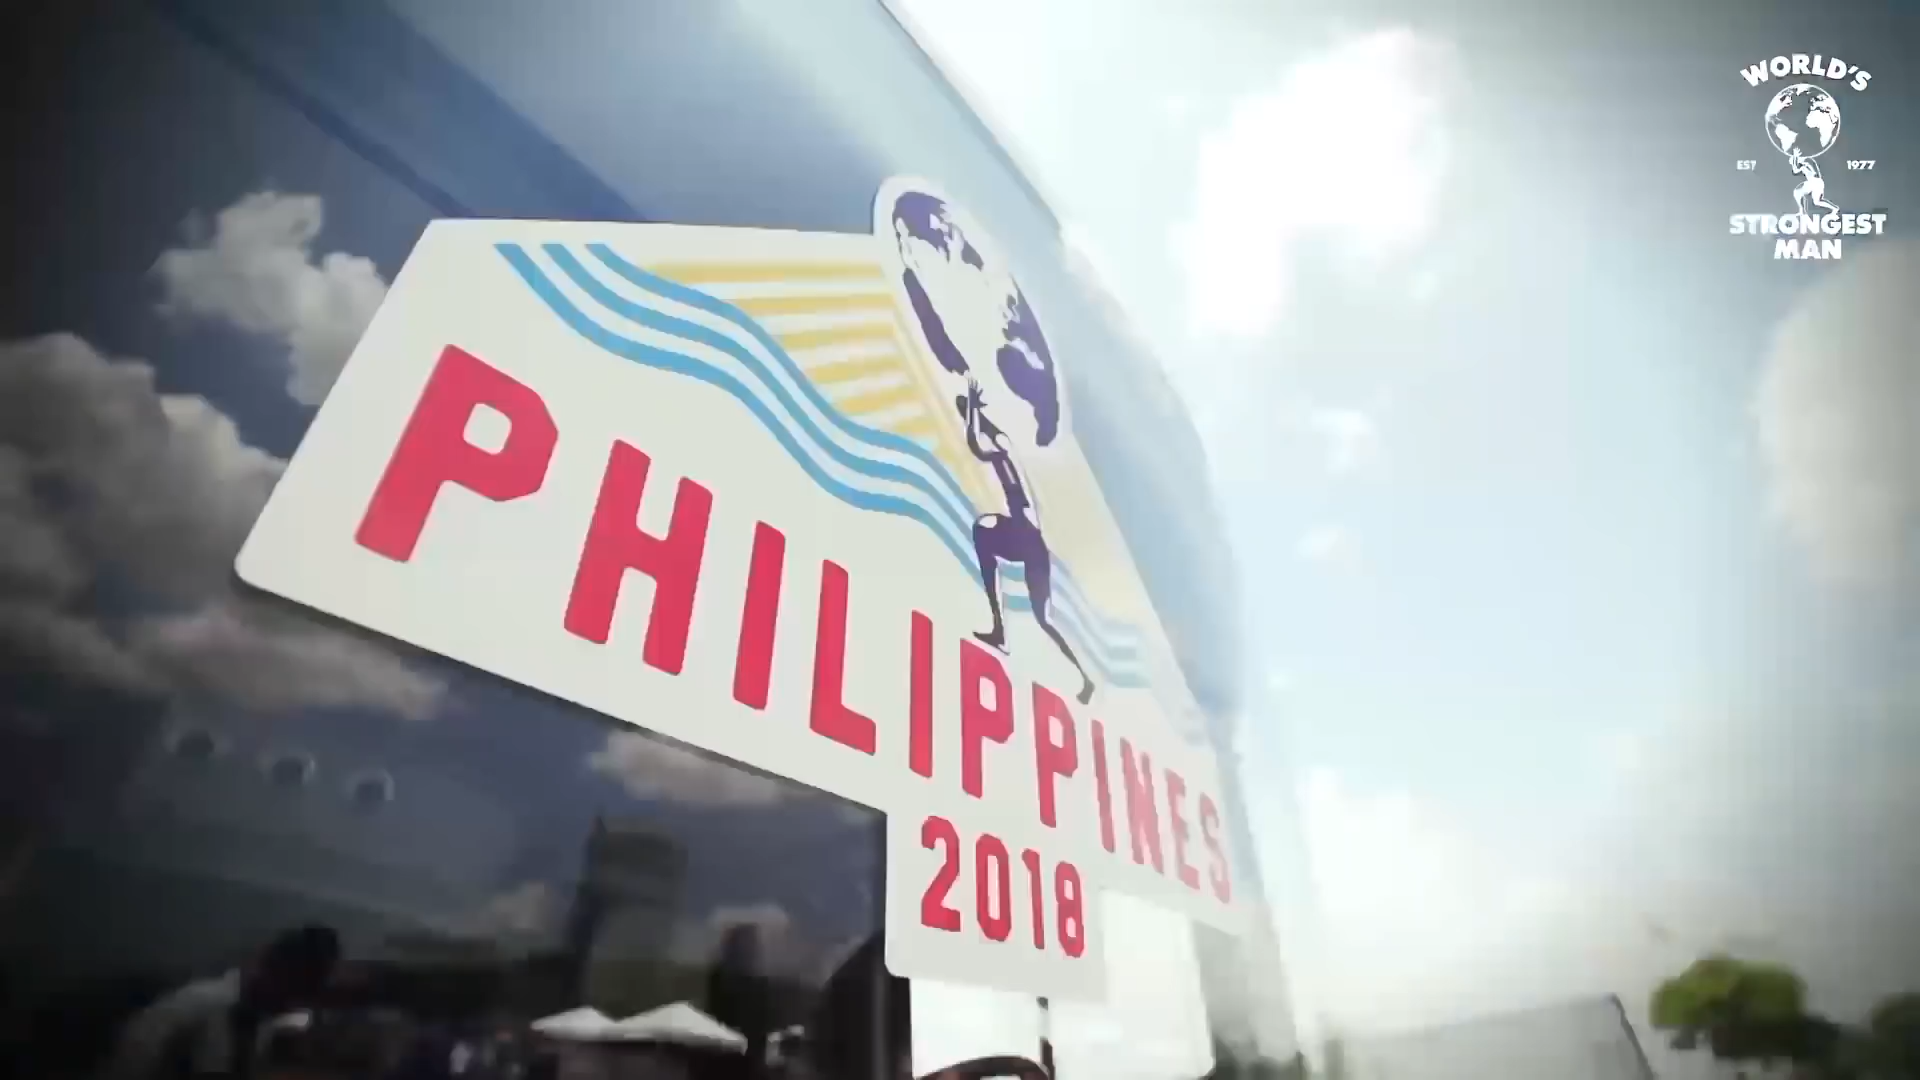 WORLD'S
EST 1977
STRONGEST
MAN
PHILIPPINES
2018